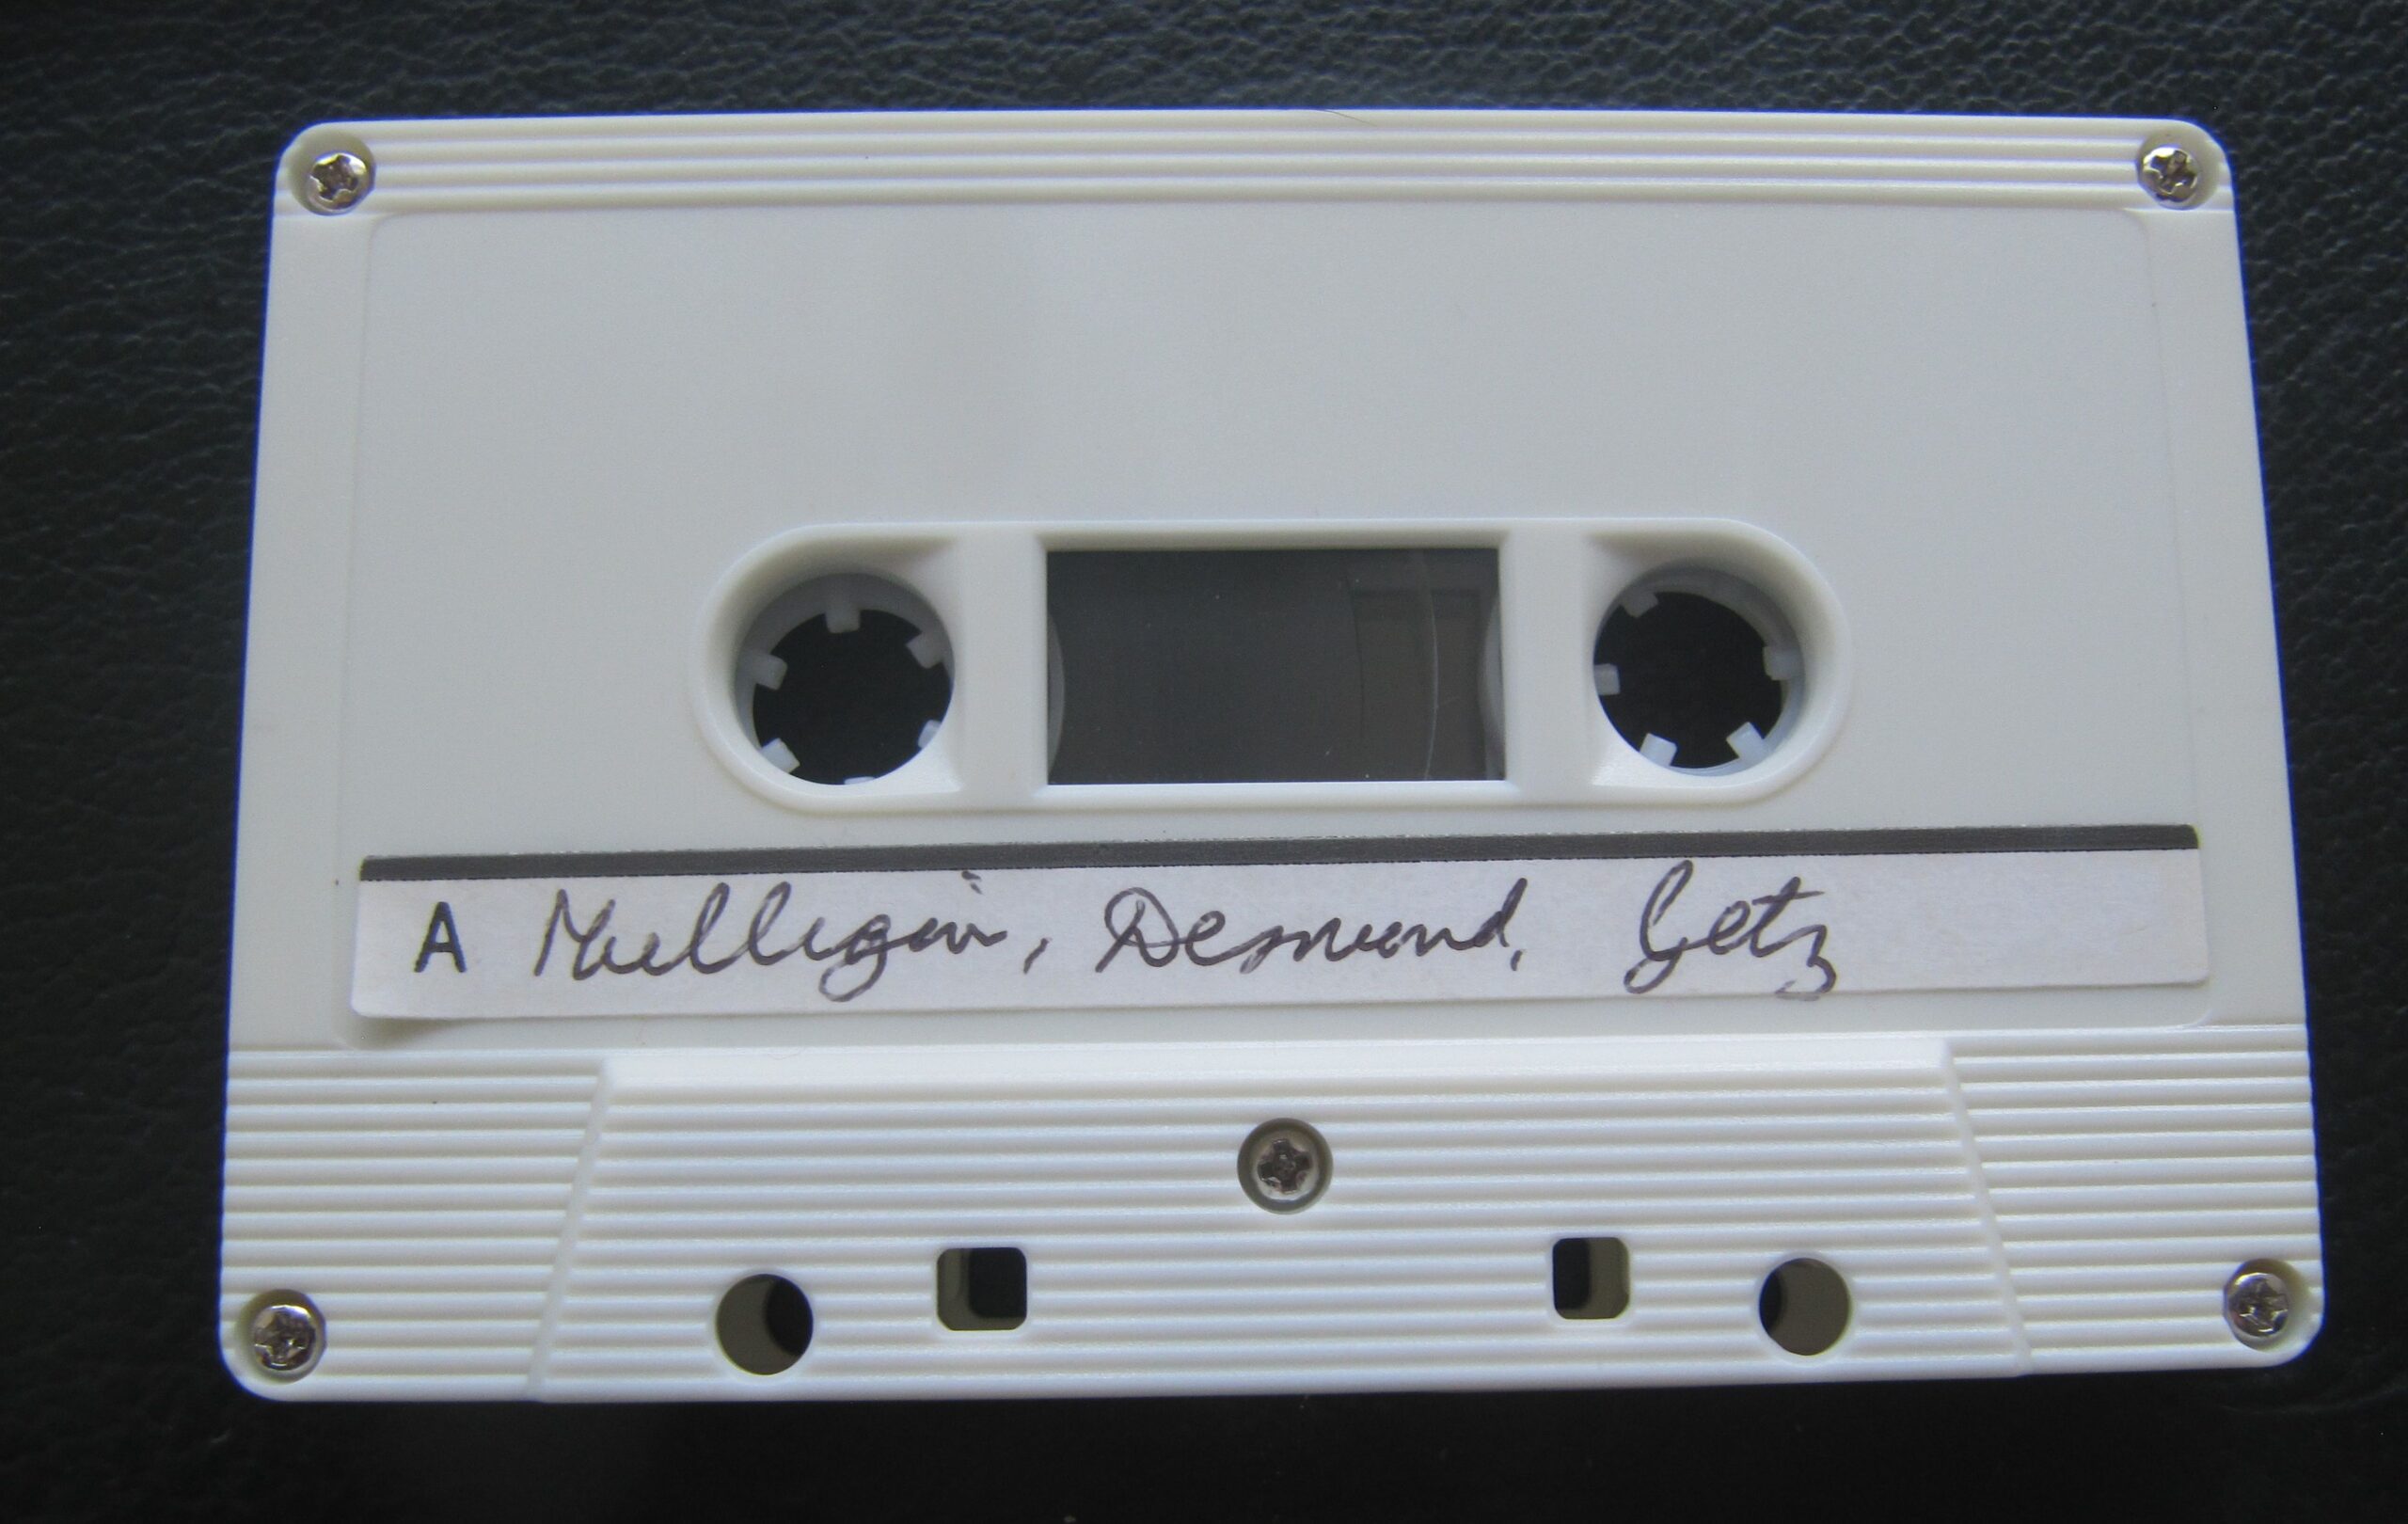 A Mulligan, Desmond, Getz